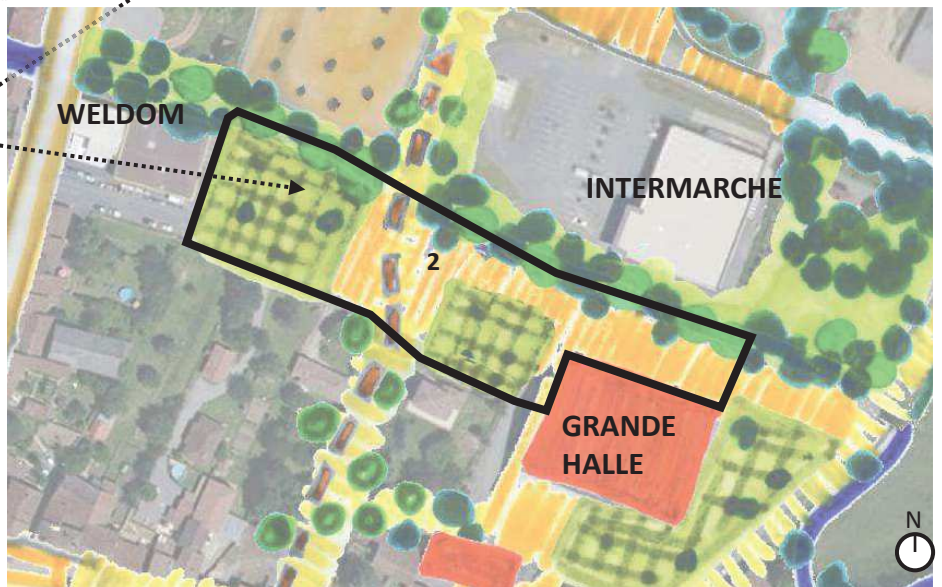 WELDOM
INTERMARCHE
2
GRANDE
HALLE
N